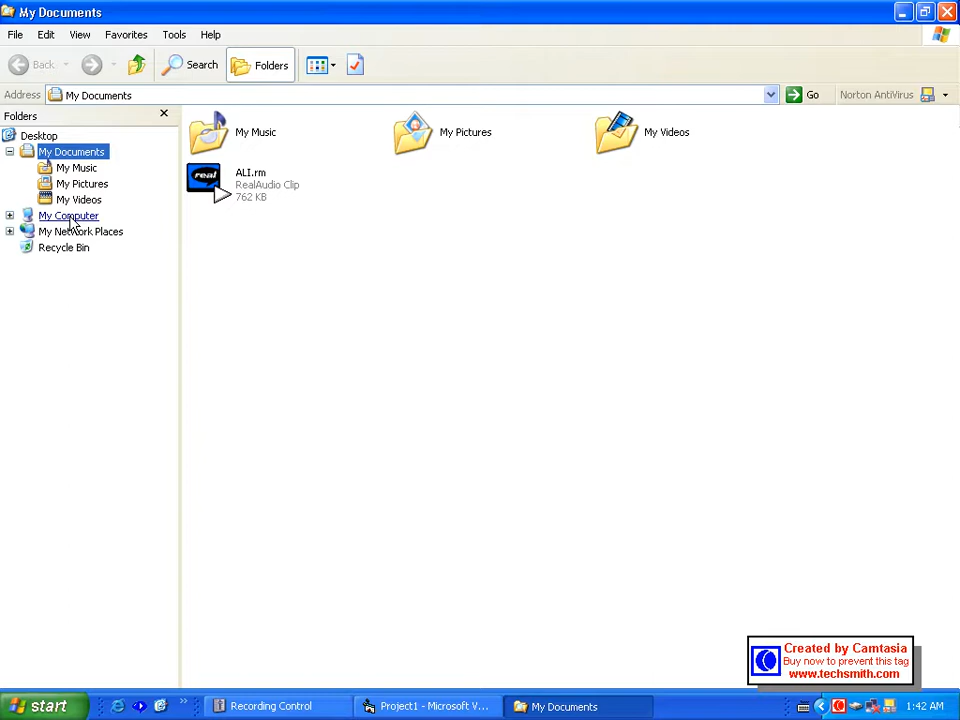 My Documents
File Edit View Favorites Tools Help
Back Search Folders
Address My Documents Go Norton AntiVirus
Folders
Desktop
My Documents
My Music
My Pictures
My Videos
My Computer
My Network Places
Recycle Bin
My Music My Pictures My Videos
real
ALI.rm
RealAudio Clip
762 KB
Created by Camtasia
Buy now to prevent this tag
www.techsmith.com
start Recording Control Project1 - Microsoft V... My Documents 1:42 AM